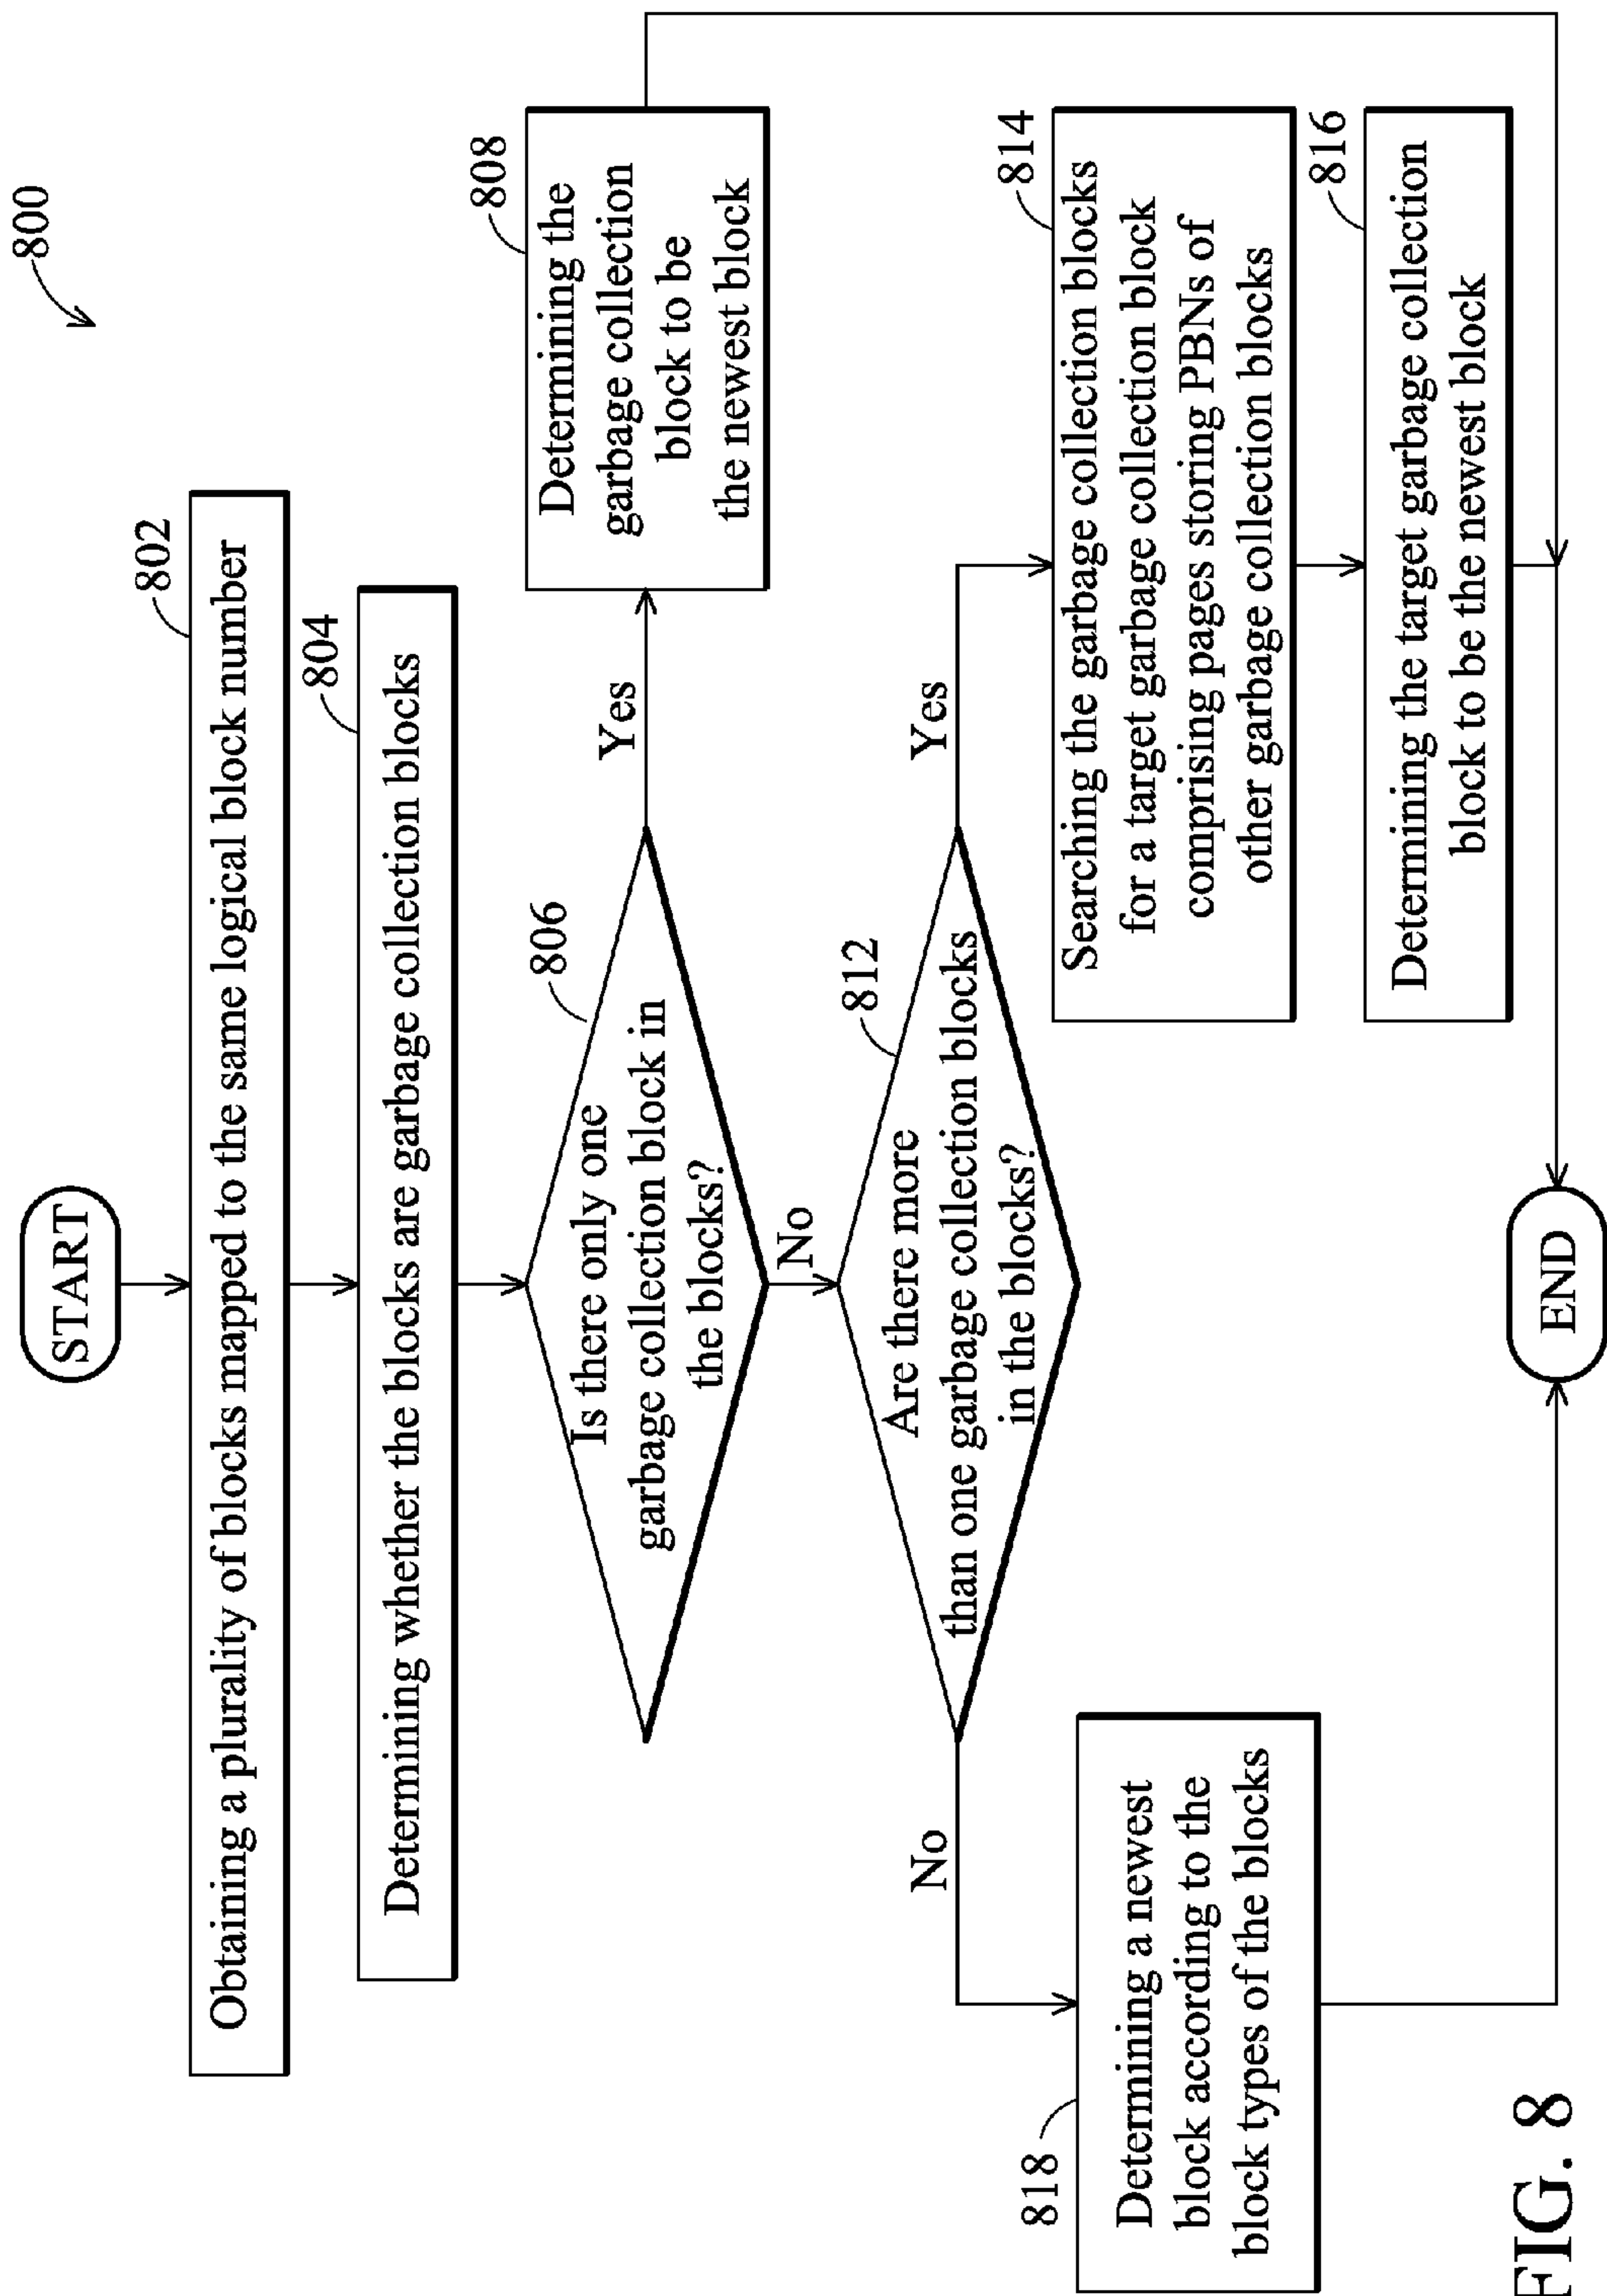 800
START
802
Obtaining a plurality of blocks mapped to the same logical block number
804
Determining whether the blocks are garbage collection blocks
806
Is there only one
garbage collection block in
the blocks?
Yes
808
Determining the
garbage collection
block to be
the newest block
No
812
Are there more
than one garbage collection blocks
in the blocks?
Yes
814
Searching the garbage collection blocks
for a target garbage collection block
comprising pages storing PBNs of
other garbage collection blocks
816
Determining the target garbage collection
block to be the newest block
No
818
Determining a newest
block according to the
block types of the blocks
END
FIG. 8